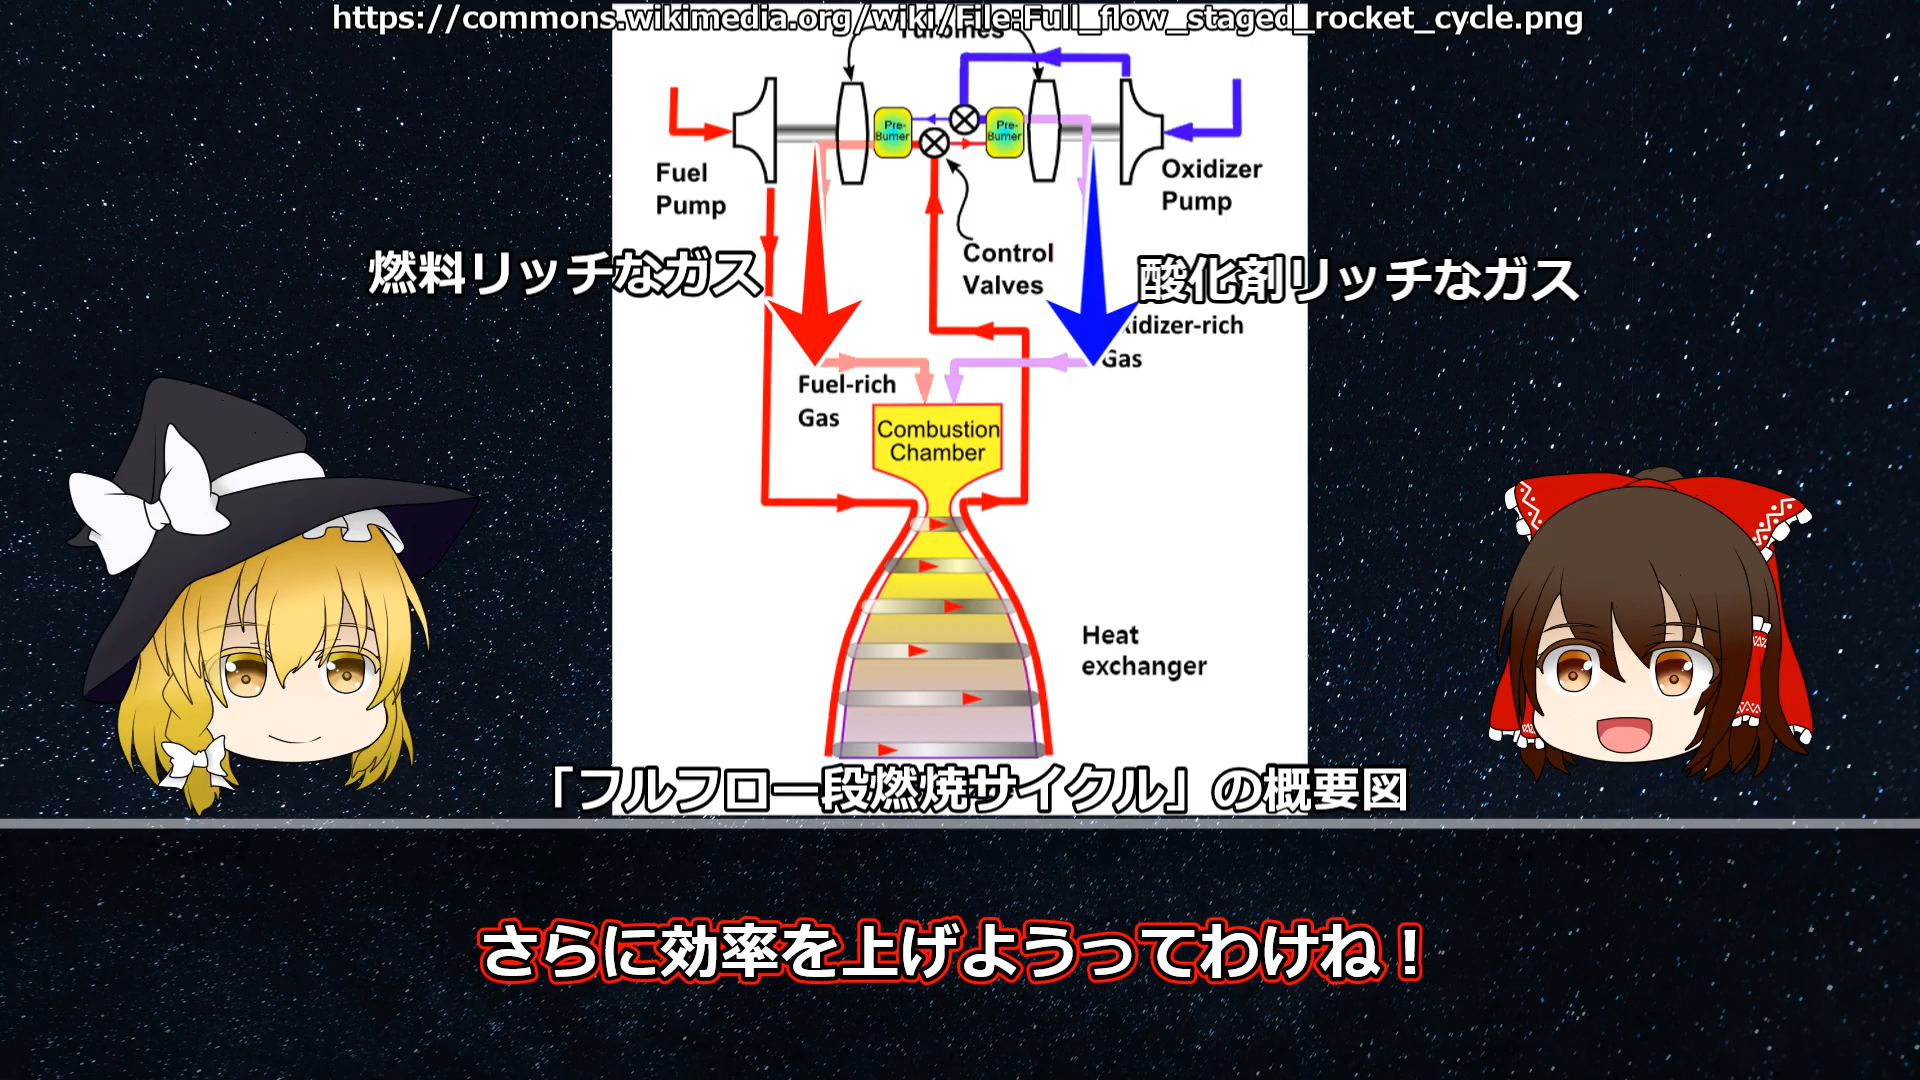 https://commons.wikimedia.org/wiki/File:Full_flow_staged_rocket_cycle.png
Turbines
Pre-
Burner
Pre-
Burner
Fuel
Pump
Oxidizer
Pump
Control
Valves
燃料リッチなガス
酸化剤リッチなガス
xidizer-rich
Gas
Fuel-rich
Gas
Combustion
Chamber
Heat
exchanger
「フルフロー段燃焼サイクル」の概要図
さらに効率を上げようってわけね！